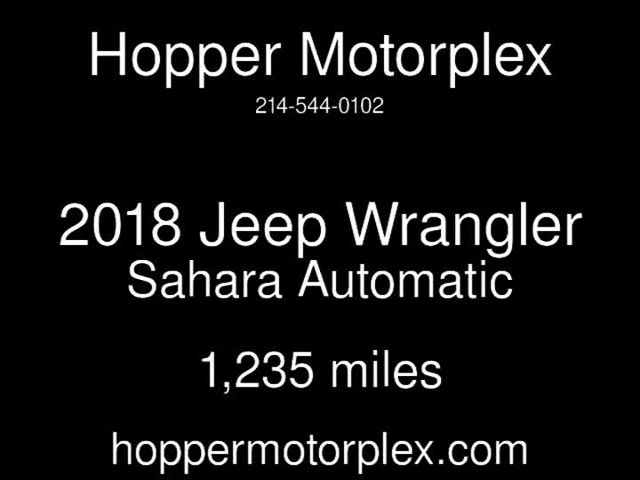 Hopper Motorplex
214-544-0102
2018 Jeep Wrangler
Sahara Automatic
1,235 miles
hoppermotorplex.com